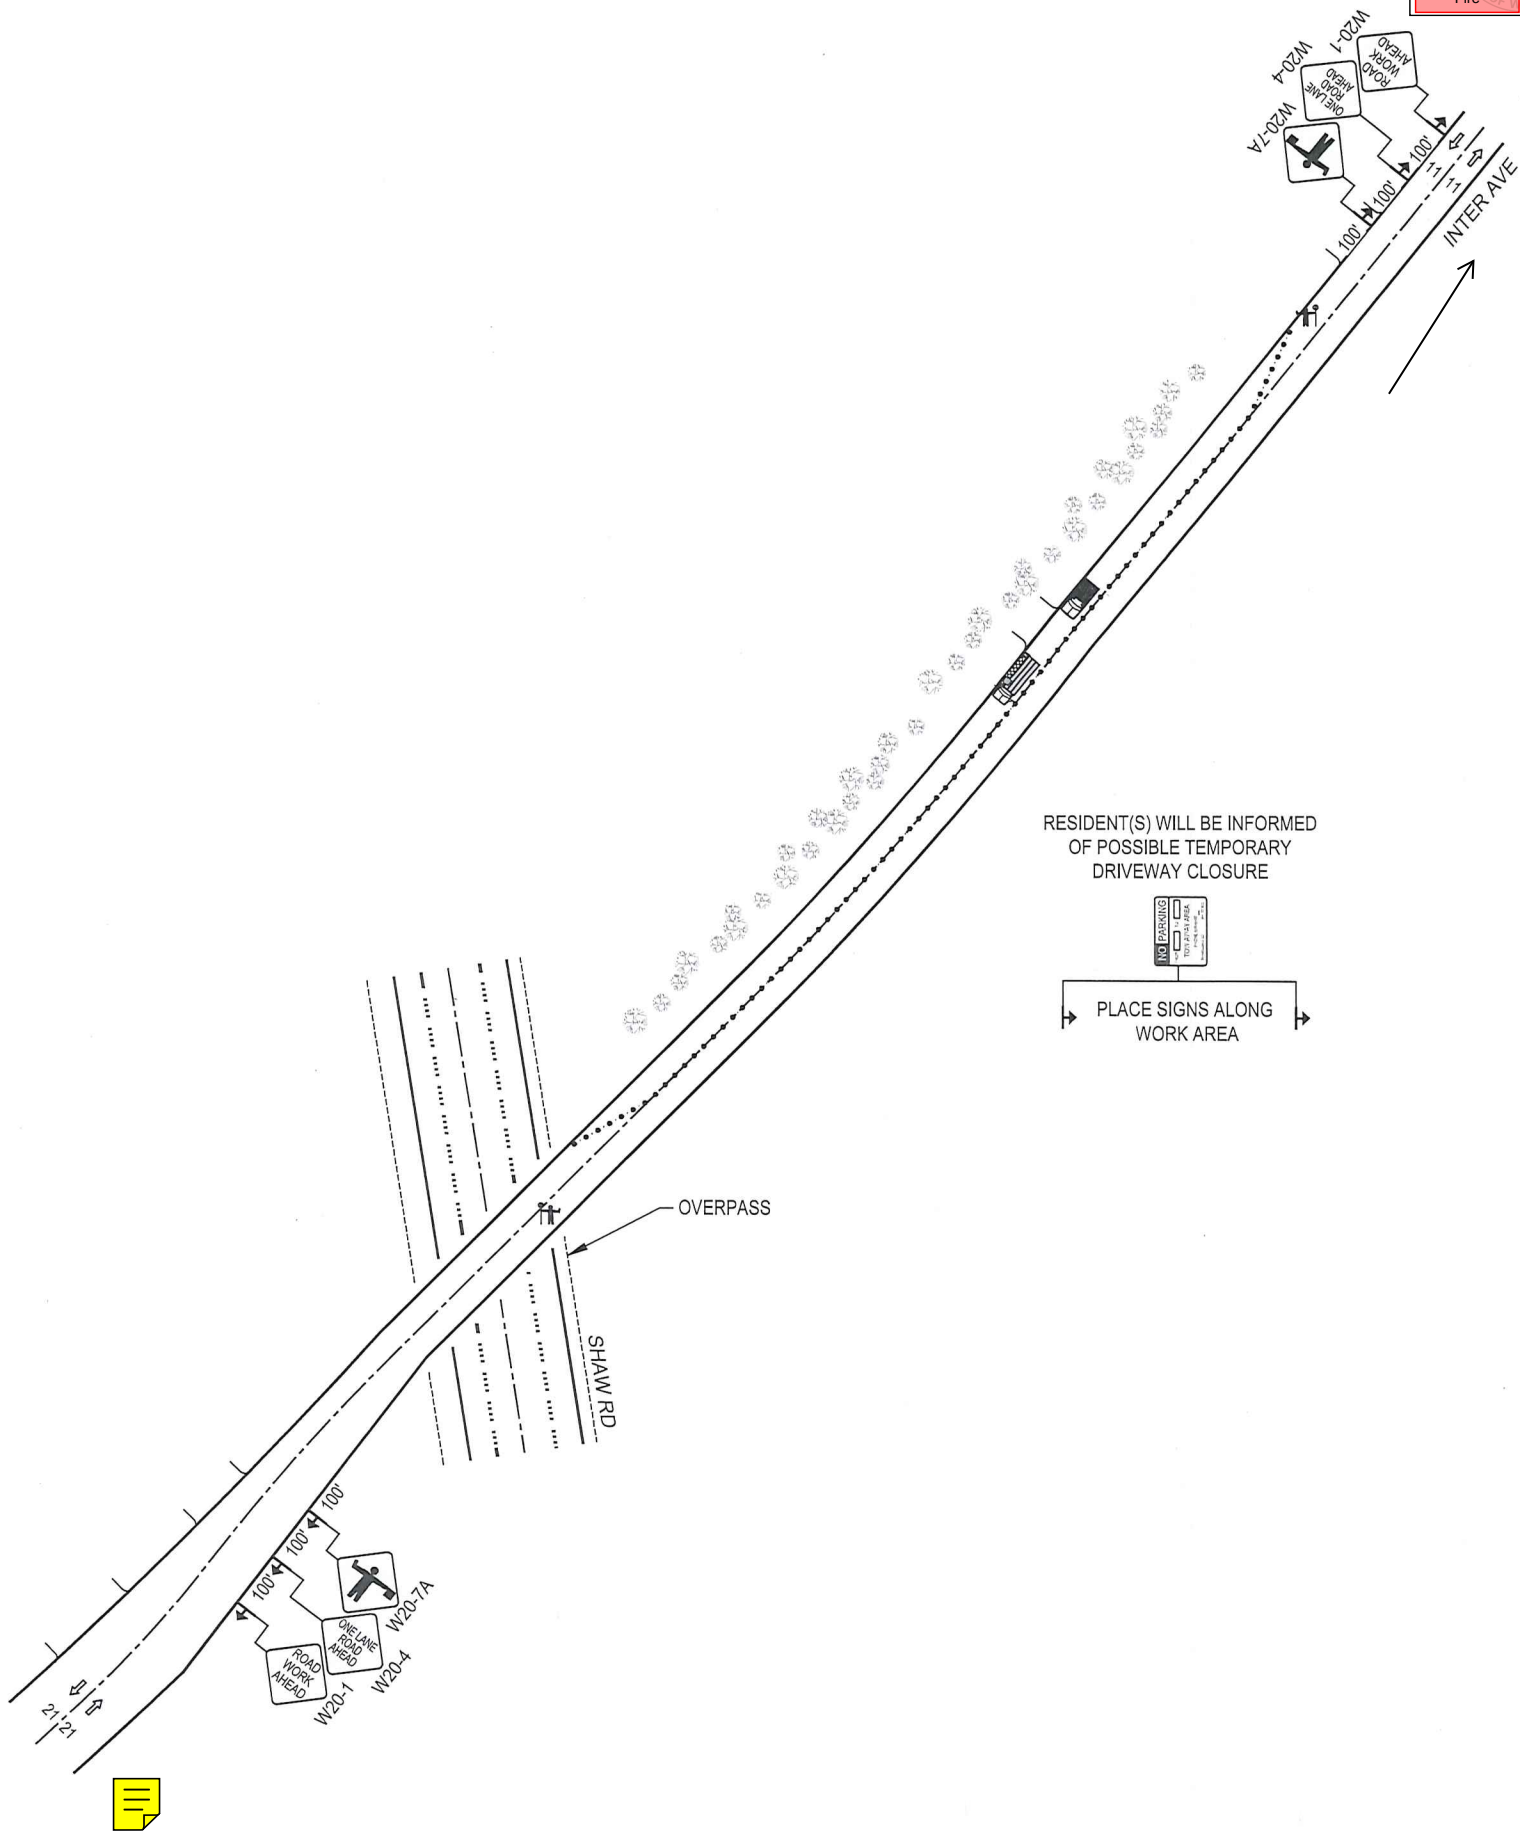 Fire
W20-1
ROAD
WORK
AHEAD
W20-4
ONE LANE
ROAD
AHEAD
W20-7A
100'
100'
100'
11
11
INTER AVE
RESIDENT(S) WILL BE INFORMED
OF POSSIBLE TEMPORARY
DRIVEWAY CLOSURE
NO PARKING
TOW AWAY AREA
PLACE SIGNS ALONG
WORK AREA
OVERPASS
SHAW RD
100'
100'
100'
W20-7A
ONE LANE
ROAD
AHEAD
W20-4
ROAD
WORK
AHEAD
W20-1
21
21